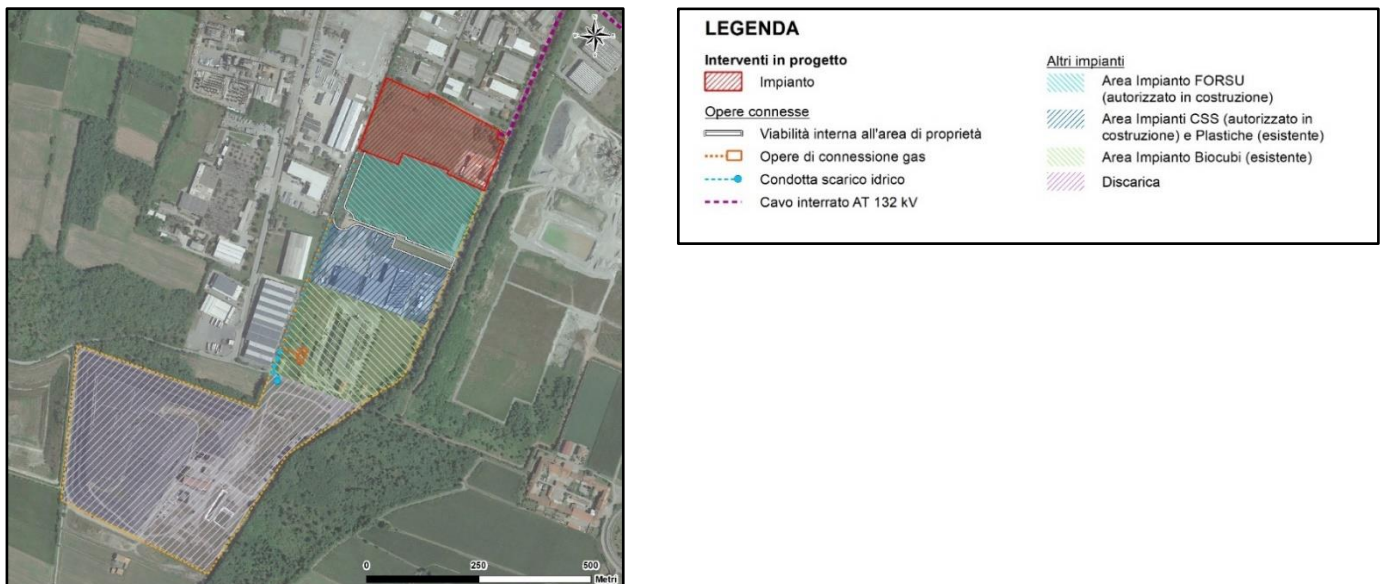 0
250
500
Metri
LEGENDA
Interventi in progetto
Impianto
Opere connesse
Viabilità interna all'area di proprietà
Opere di connessione gas
Condotta scarico idrico
Cavo interrato AT 132 kV
Altri impianti
Area Impianto FORSU
(autorizzato in costruzione)
Area Impianti CSS (autorizzato in
costruzione) e Plastiche (esistente)
Area Impianto Biocubi (esistente)
Discarica